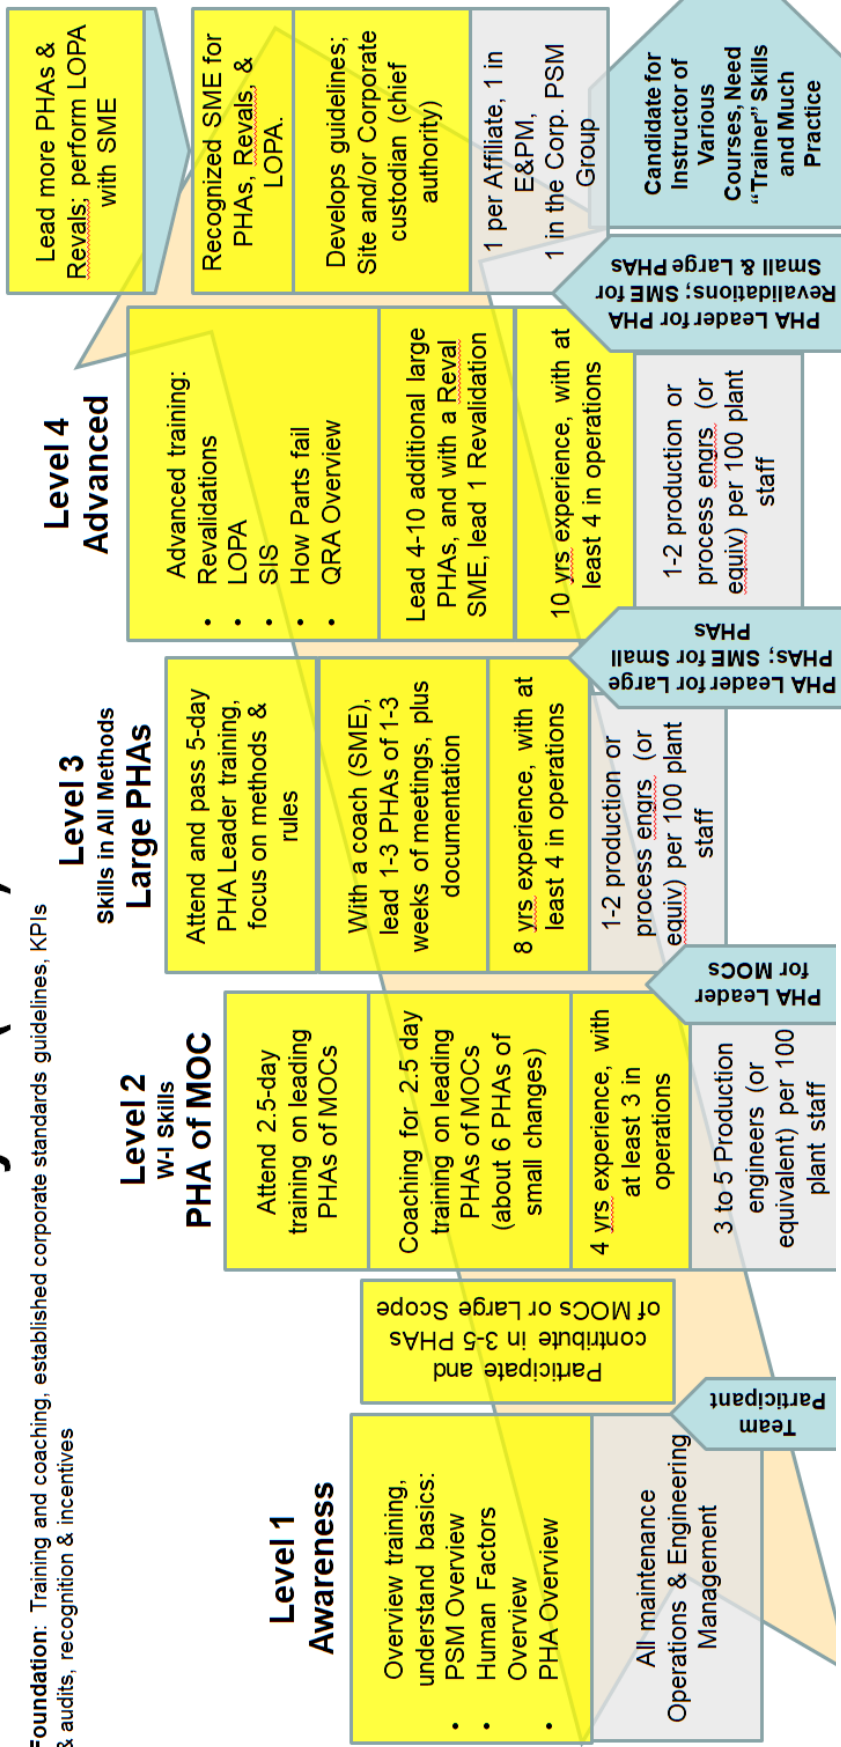 Foundation: Training and coaching, established corporate standards guidelines, KPIs
& audits, recognition & incentives
Level 1
Awareness
Overview training,
understand basics:
• PSM Overview
• Human Factors
Overview
• PHA Overview
All maintenance
Operations & Engineering
Management
Team
Participant
Participate and
contribute in 3-5 PHAs
of MOCs or Large Scope
Level 2
W-I Skills
PHA of MOC
Attend 2.5-day
training on leading
PHAs of MOCs
Coaching for 2.5 day
training on leading
PHAs of MOCs
(about 6 PHAs of
small changes)
4 yrs experience, with
at least 3 in
operations
3 to 5 Production
engineers (or
equivalent) per 100
plant staff
PHA Leader
for MOCs
Level 3
Skills in All Methods
Large PHAs
Attend and pass 5-day
PHA Leader training,
focus on methods &
rules
With a coach (SME),
lead 1-3 PHAs of 1-3
weeks of meetings, plus
documentation
8 yrs experience, with at
least 4 in operations
1-2 production or
process engrs (or
equiv) per 100 plant
staff
PHA Leader for Large
PHAs; SME for Small
PHAs
Level 4
Advanced
Advanced training:
• Revalidations
• LOPA
• SIS
• How Parts fail
• QRA Overview
Lead 4-10 additional large
PHAs, and with a Reval
SME, lead 1 Revalidation
10 yrs experience, with at
least 4 in operations
1-2 production or
process engrs (or
equiv) per 100 plant
staff
PHA Leader for PHA
Revalidations; SME for
Small & Large PHAs
Lead more PHAs &
Revals; perform LOPA
with SME
Recognized SME for
PHAs, Revals, &
LOPA.
Develops guidelines;
Site and/or Corporate
custodian (chief
authority)
1 per Affiliate, 1 in
E&PM,
1 in the Corp. PSM
Group
Candidate for
Instructor of
Various
Courses, Need
“Trainer” Skills
and Much
Practice